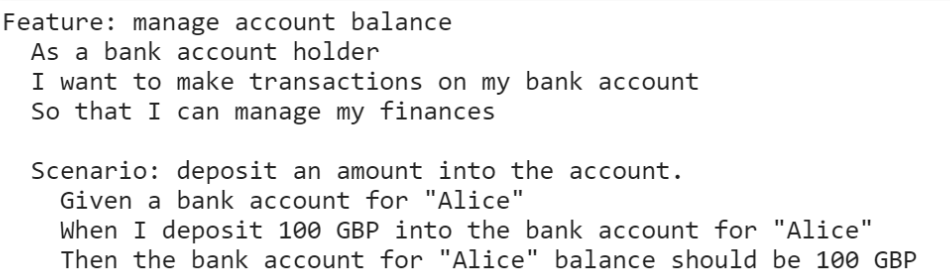 Feature: manage account balance
As a bank account holder
I want to make transactions on my bank account
So that I can manage my finances
Scenario: deposit an amount into the account.
Given a bank account for "Alice"
When I deposit 100 GBP into the bank account for "Alice"
Then the bank account for "Alice" balance should be 100 GBP